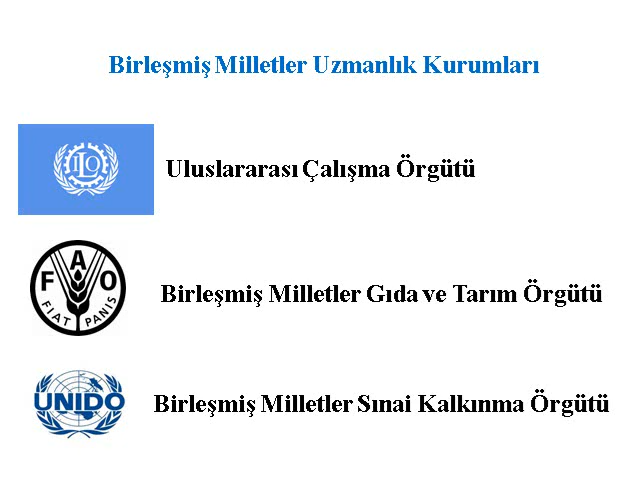 Birleşmiş Milletler Uzmanlık Kurumları
ILO
Uluslararası Çalışma Örgütü
F A O
FIAT PANIS
Birleşmiş Milletler Gıda ve Tarım Örgütü
UNIDO
Birleşmiş Milletler Sınai Kalkınma Örgütü